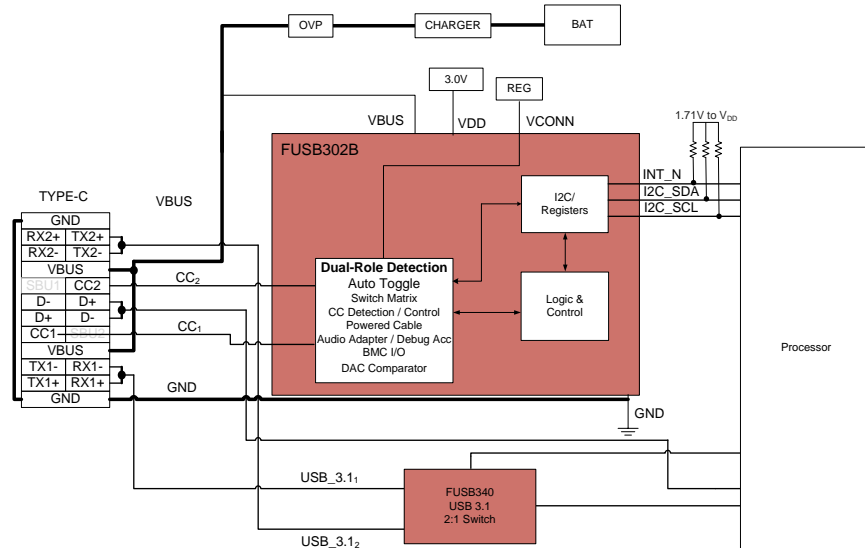 OVP
CHARGER
BAT
3.0V
REG
VBUS
VDD
VCONN
1.71V to VDD
FUSB302B
INT_N
I2C_SDA
I2C_SCL
I2C/
Registers
TYPE-C
VBUS
GND
RX2+ TX2+
RX2- TX2-
VBUS
SBU1 CC2
D- D+
D+ D-
CC1 SBU2
VBUS
TX1- RX1-
TX1+ RX1+
GND
CC2
CC1
GND
Dual-Role Detection
Auto Toggle
Switch Matrix
CC Detection / Control
Powered Cable
Audio Adapter / Debug Acc
BMC I/O
DAC Comparator
Logic &
Control
Processor
GND
USB_3.11
USB_3.12
FUSB340
USB 3.1
2:1 Switch